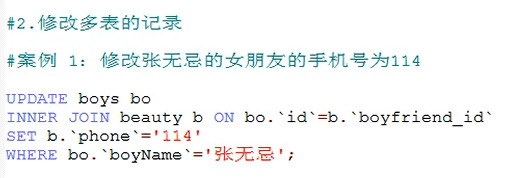 #2.修改多表的记录
#案例 1：修改张无忌的女朋友的手机号为114
UPDATE boys bo
INNER JOIN beauty b ON bo.`id`=b.`boyfriend_id`
SET b.`phone`='114'
WHERE bo.`boyName`='张无忌';